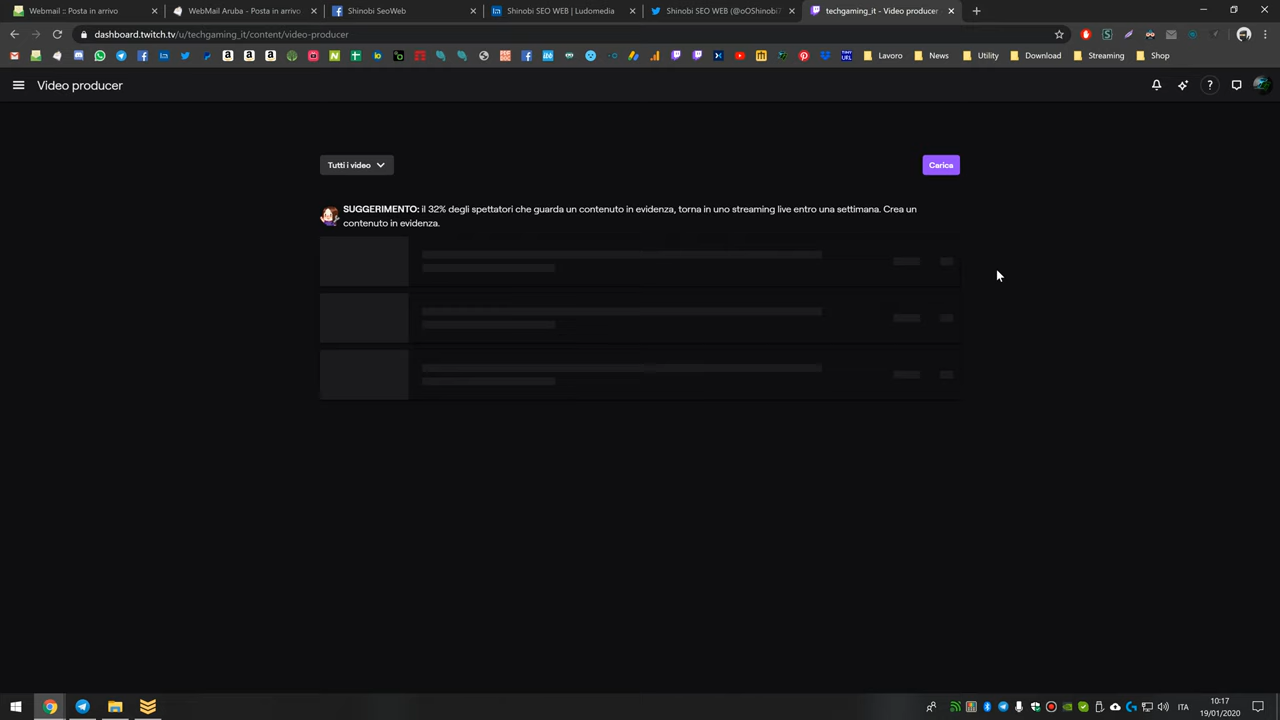 Webmail :: Posta in arrivo
WebMail Aruba - Posta in arrivo
Shinobi SeoWeb
Shinobi SEO WEB | Ludomedia
Shinobi SEO WEB (@oOShinobi
techgaming_it - Video producer
dashboard.twitch.tv/u/techgaming_it/content/video-producer
Lavoro
News
Utility
Download
Streaming
Shop
Video producer
Tutti i video
Carica
SUGGERIMENTO: il 32% degli spettatori che guarda un contenuto in evidenza, torna in uno streaming live entro una settimana. Crea un
contenuto in evidenza.
ITA
10:17
19/01/2020